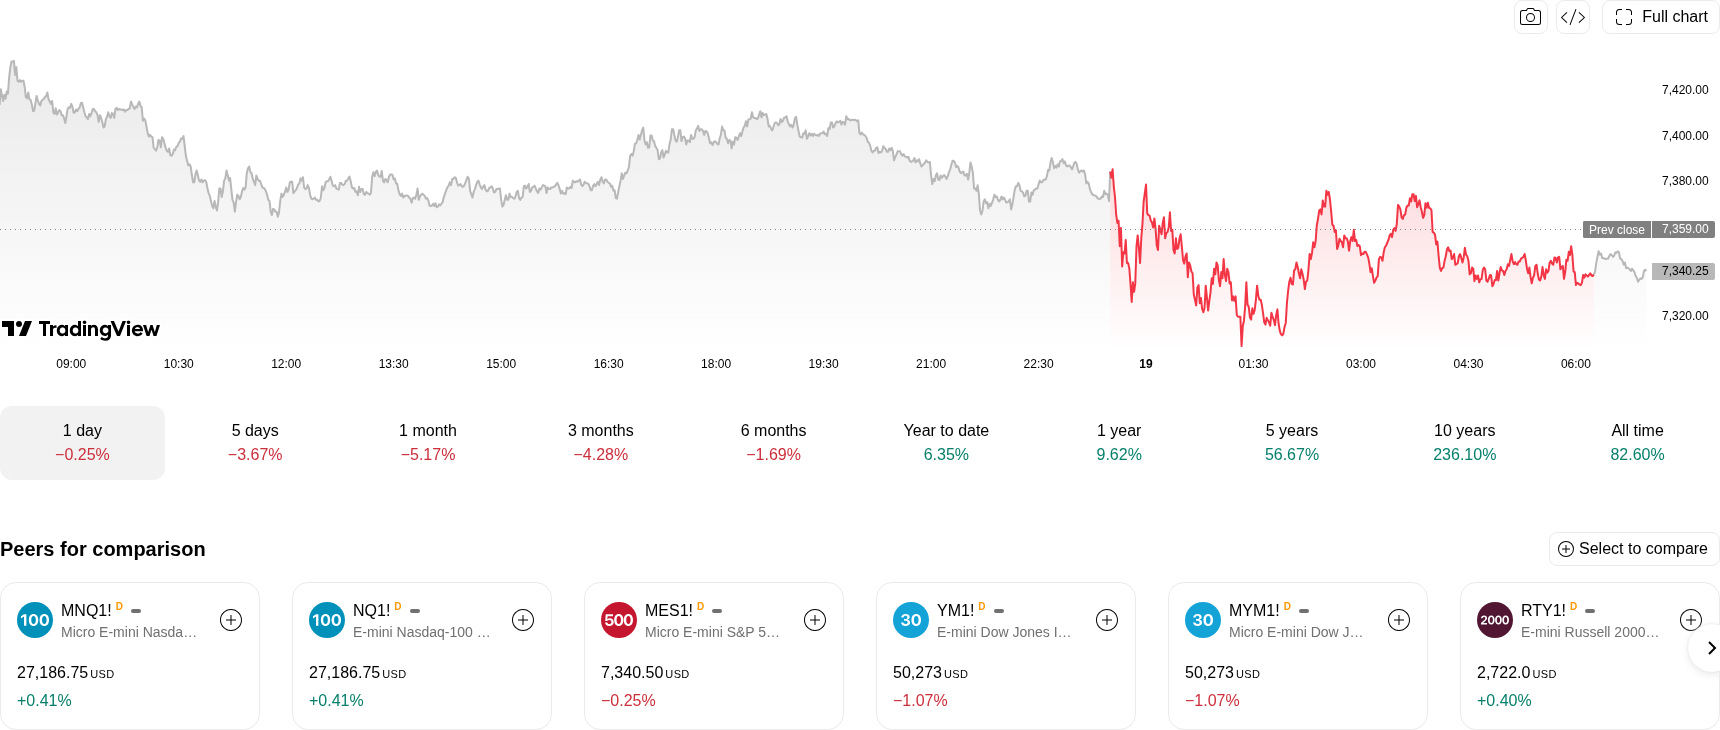 Full chart
7,420.00
7,400.00
7,380.00
Prev close 7,359.00
7,340.25
7,320.00
TradingView
09:00 10:30 12:00 13:30 15:00 16:30 18:00 19:30 21:00 22:30 19 01:30 03:00 04:30 06:00
1 day 5 days 1 month 3 months 6 months Year to date 1 year 5 years 10 years All time
−0.25% −3.67% −5.17% −4.28% −1.69% 6.35% 9.62% 56.67% 236.10% 82.60%
Peers for comparison
Select to compare
100 MNQ1! D
Micro E-mini Nasda…
27,186.75 USD
+0.41%
100 NQ1! D
E-mini Nasdaq-100 …
27,186.75 USD
+0.41%
500 MES1! D
Micro E-mini S&P 5…
7,340.50 USD
−0.25%
30 YM1! D
E-mini Dow Jones I…
50,273 USD
−1.07%
30 MYM1! D
Micro E-mini Dow J…
50,273 USD
−1.07%
2000 RTY1! D
E-mini Russell 2000…
2,722.0 USD
+0.40%